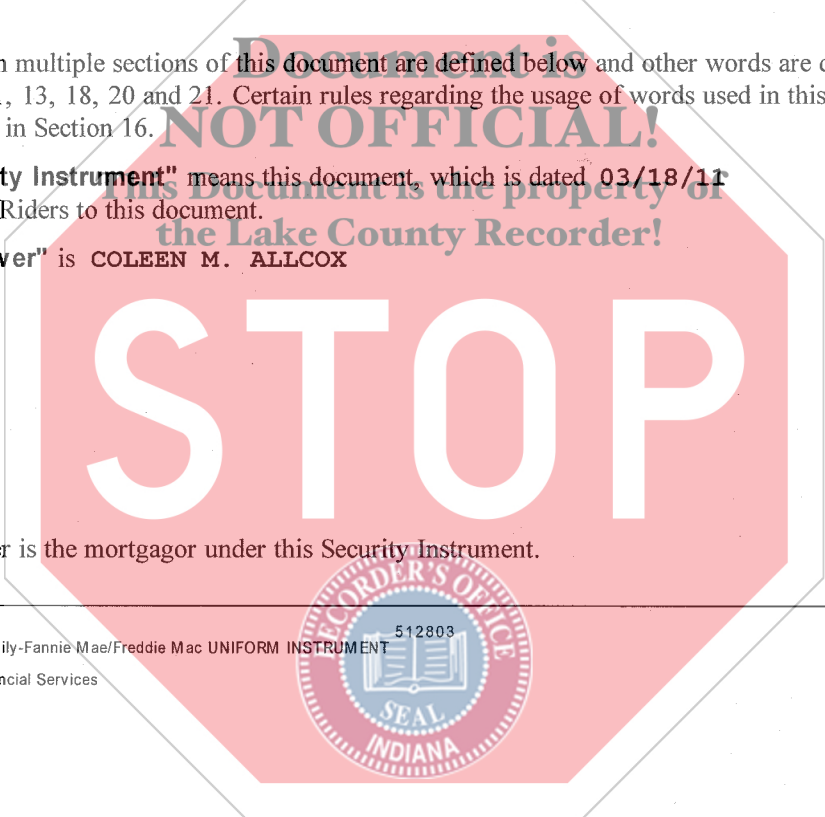 Document is
n multiple sections of this document are defined below and other words are d
1, 13, 18, 20 and 21. Certain rules regarding the usage of words used in this
in Section 16.
NOT OFFICIAL!
ty Instrument" means this document, which is dated 03/18/11
This Document is the property of
Riders to this document.
the Lake County Recorder!
wer" is COLEEN M. ALLCOX
STOP
r is the mortgagor under this Security Instrument.
ily-Fannie Mae/Freddie Mac UNIFORM INSTRUMENT
512803
ncial Services
RECORDER'S OFFICE
SEAL
INDIANA